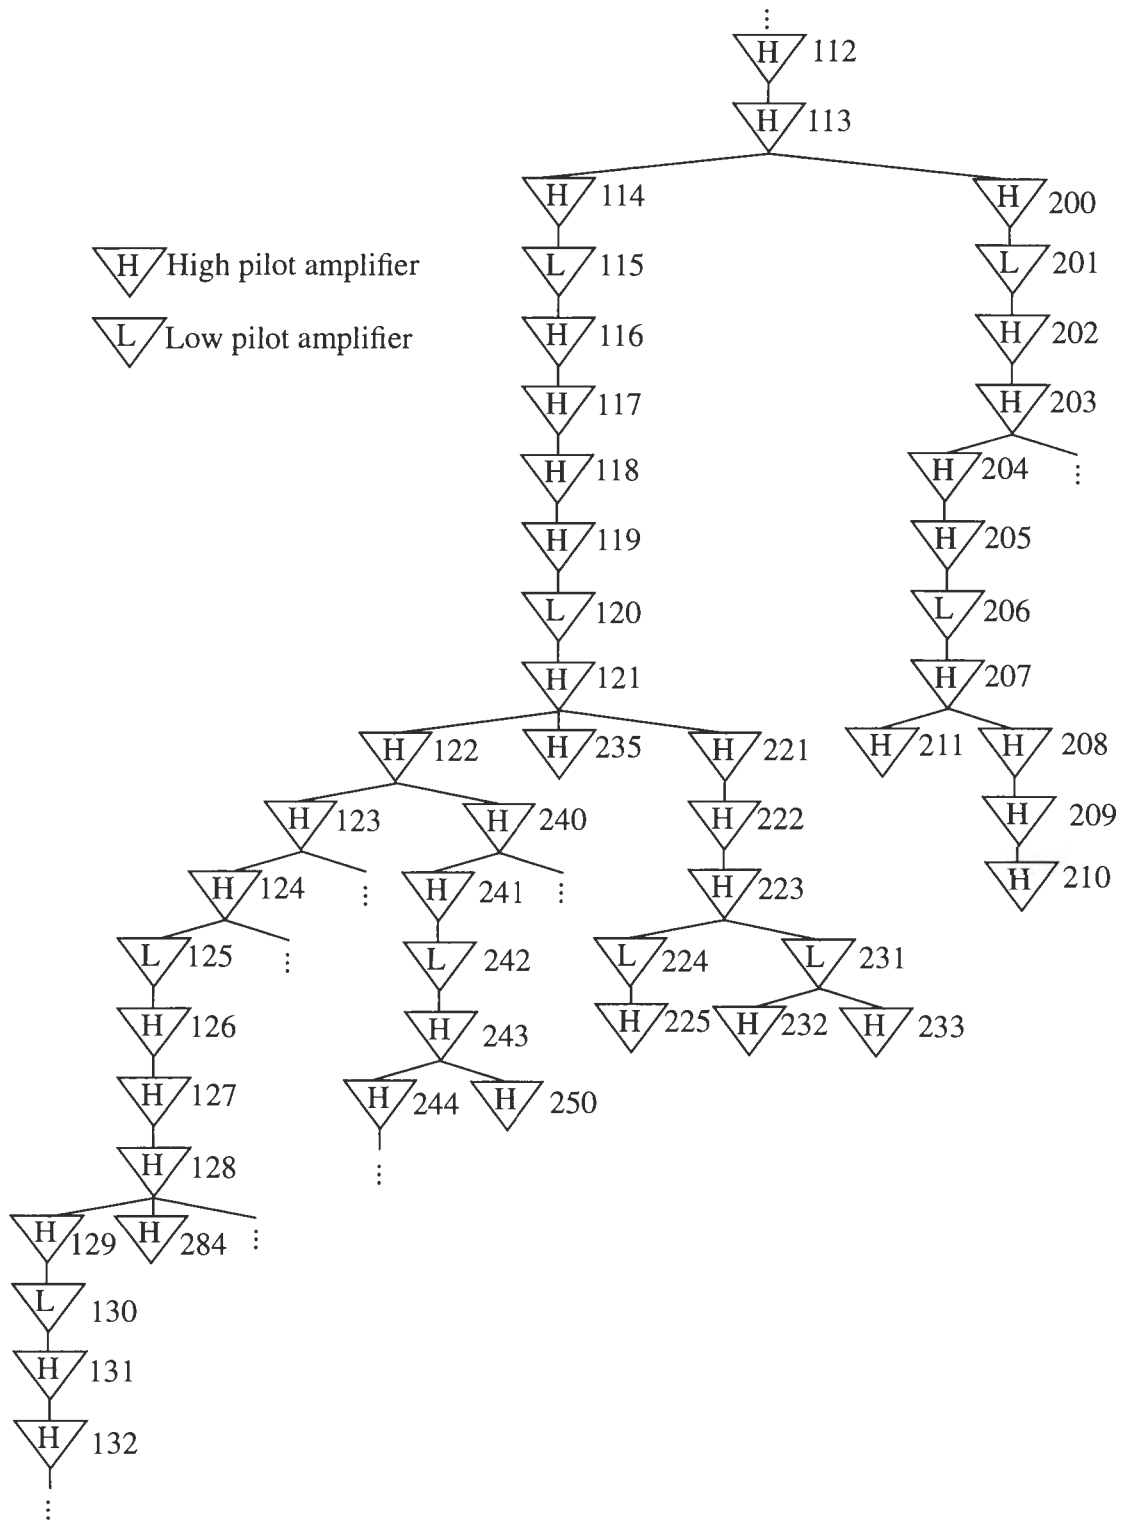 ⋮
H 112
H 113
H 114
H 200
H High pilot amplifier
L 115
L 201
L Low pilot amplifier
H 116
H 202
H 117
H 203
H 118
H 204
⋮
H 119
H 205
L 120
L 206
H 121
H 207
H 122
H 235
H 221
H 211
H 208
H 123
H 240
H 222
H 209
H 124
⋮
H 241
⋮
H 223
H 210
L 125
⋮
L 242
L 224
L 231
H 126
H 243
H 225
H 232
H 233
H 127
H 244
H 250
H 128
⋮
H 129
H 284
⋮
L 130
H 131
H 132
⋮